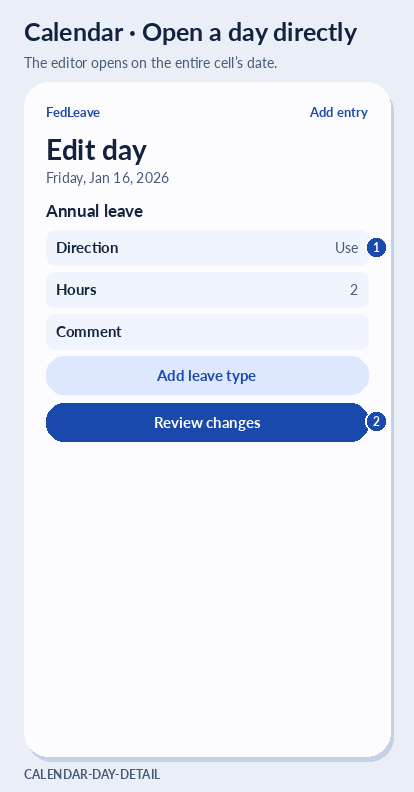 Calendar · Open a day directly
The editor opens on the entire cell's date.
FedLeave Add entry
Edit day
Friday, Jan 16, 2026
Annual leave
Direction Use 1
Hours 2
Comment
Add leave type
Review changes 2
CALENDAR-DAY-DETAIL